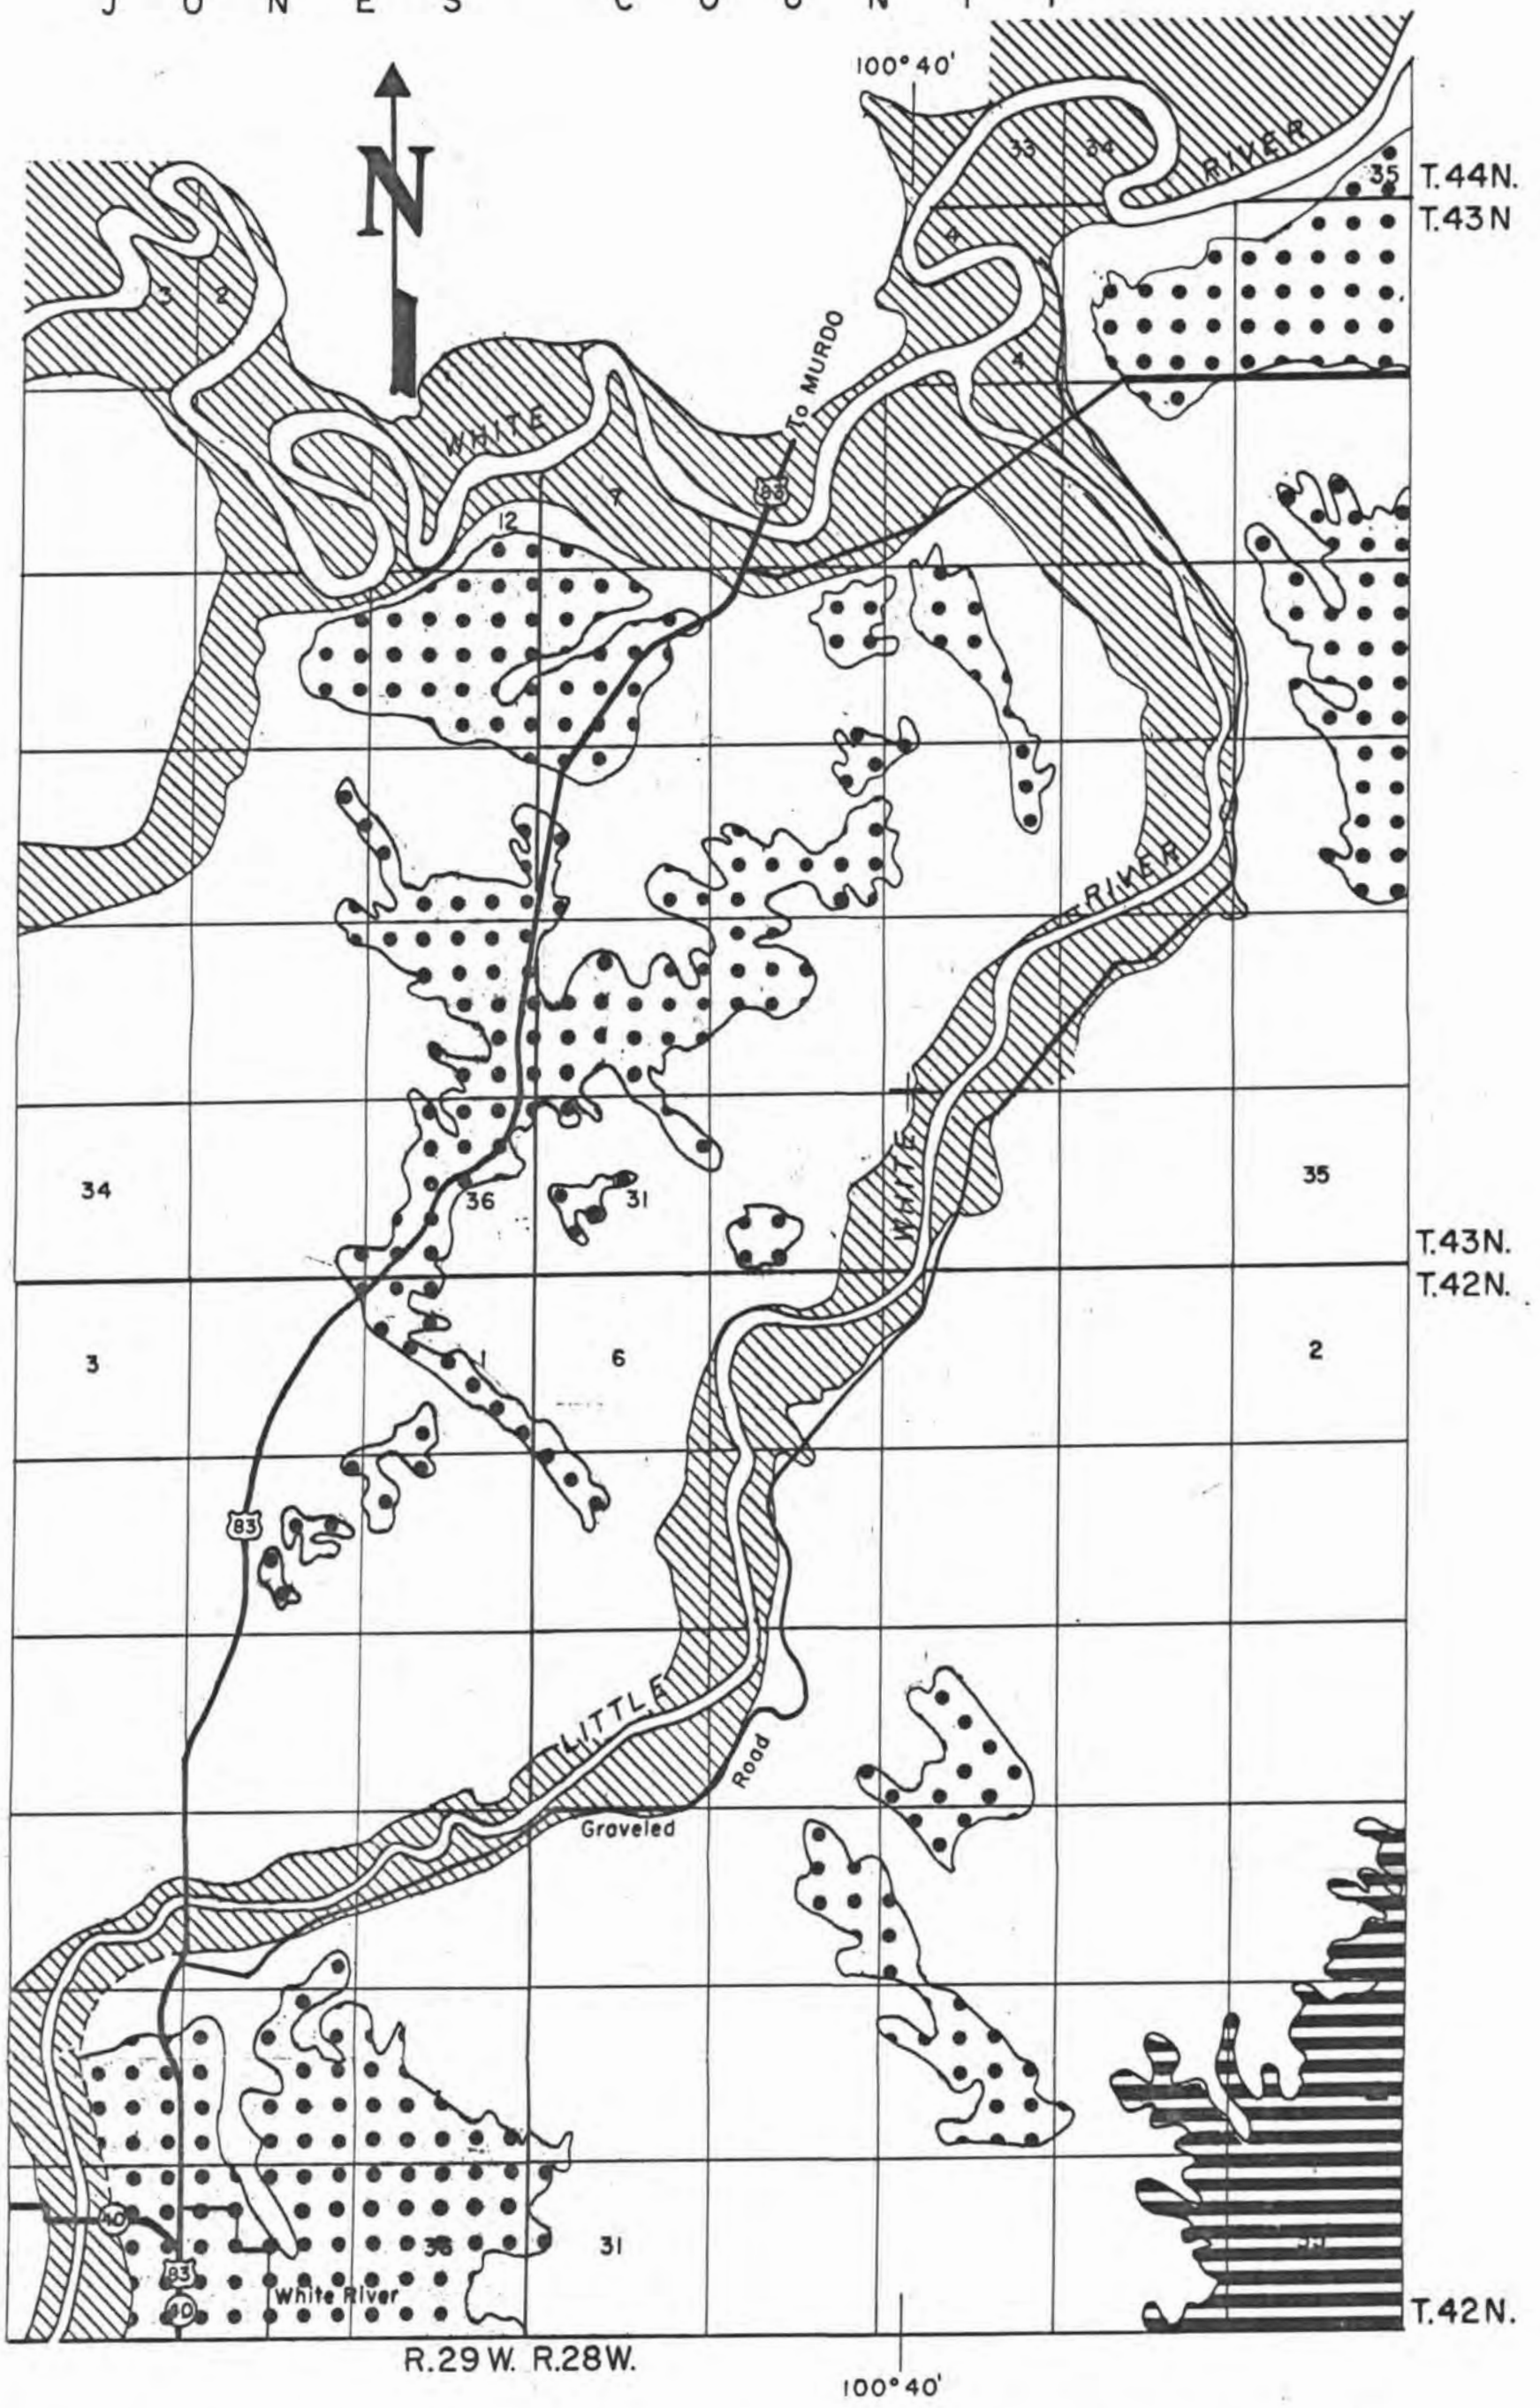 J O N E S C O U N T Y
100°40'
33 34
RIVER
35 T.44N.
T.43N
4
N
3 2
To MURDO
4
WHITE
83
7
12
RIVER
WHITE
34
36
31
35
T.43N.
T.42N.
3
1
6
2
83
LITTLE
Road
Graveled
40
36
31
83
White River
40
T.42N.
R.29W. R.28W.
100°40'